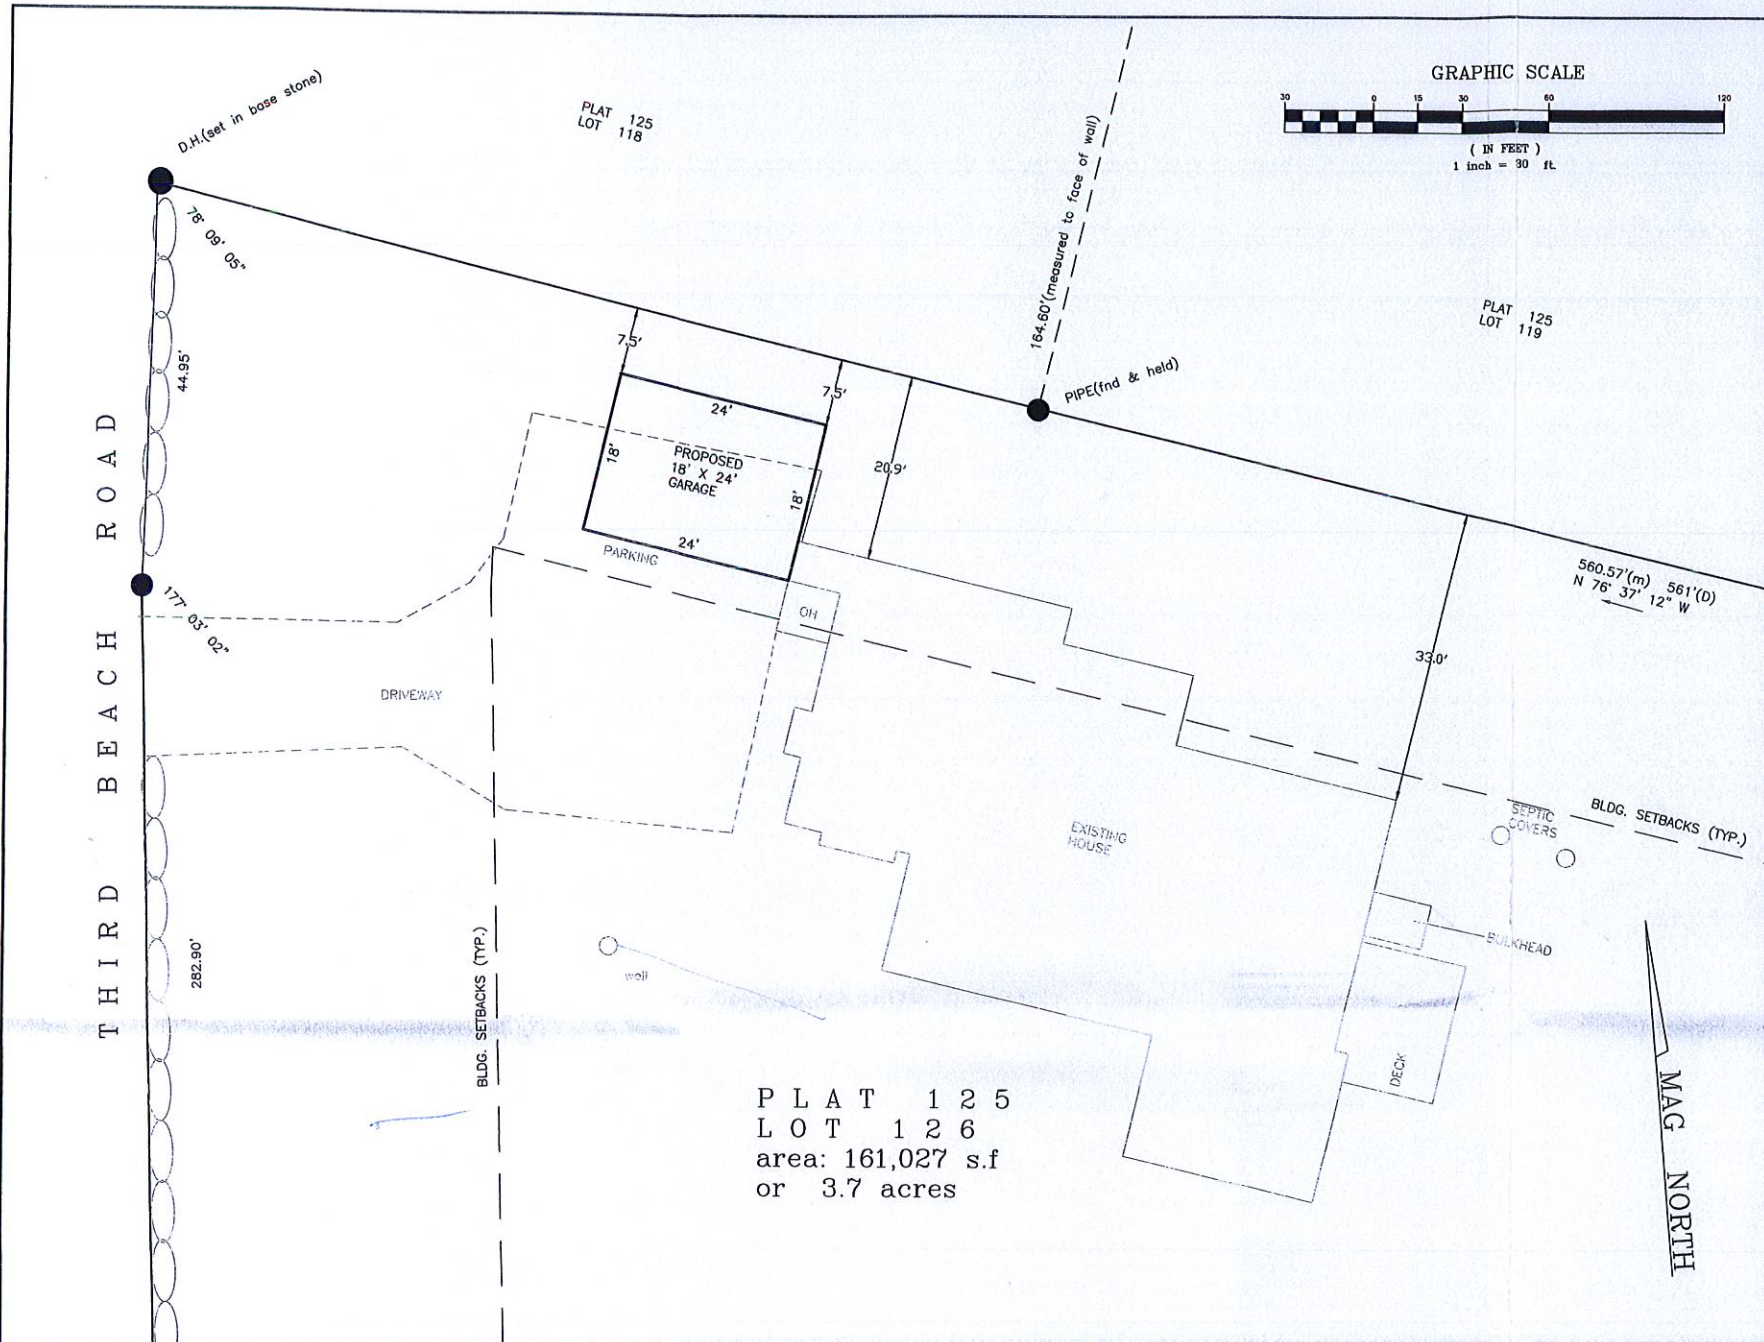 GRAPHIC SCALE
30 0 15 30 60 120
( IN FEET )
1 inch = 30 ft.
D.H.(set in base stone)
PLAT 125
LOT 118
78° 09' 05"
164.60'(measured to face of wall)
PLAT 125
LOT 119
44.95'
7.5'
7.5'
PIPE(fnd & held)
24'
18'
PROPOSED
18' X 24'
GARAGE
18'
20.9'
24'
PARKING
560.57'(m) 561'(D)
N 76° 37' 12" W
177° 03' 02"
OH
33.0'
DRIVEWAY
THIRD BEACH ROAD
EXISTING
HOUSE
SEPTIC
COVERS
BLDG. SETBACKS (TYP.)
BULKHEAD
282.90'
BLDG. SETBACKS (TYP.)
well
DECK
PLAT 125
LOT 126
area: 161,027 s.f
or 3.7 acres
MAG NORTH